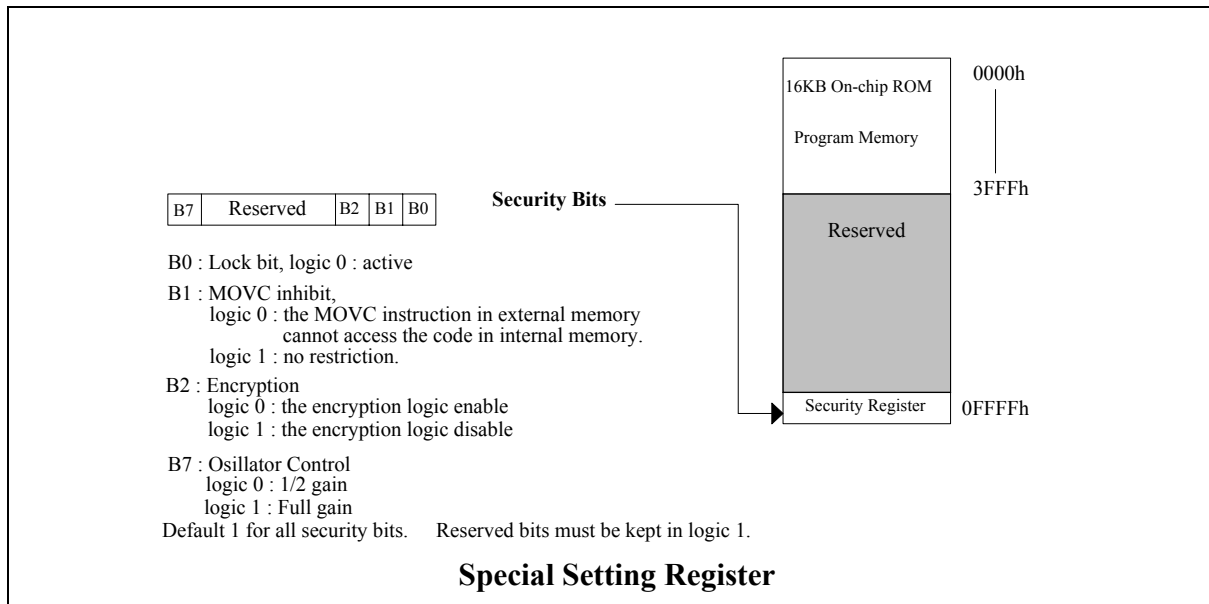 16KB On-chip ROM
Program Memory
0000h
3FFFh
B7 Reserved B2 B1 B0
Security Bits
Reserved
B0 : Lock bit, logic 0 : active
B1 : MOVC inhibit,
logic 0 : the MOVC instruction in external memory
cannot access the code in internal memory.
logic 1 : no restriction.
B2 : Encryption
logic 0 : the encryption logic enable
logic 1 : the encryption logic disable
Security Register
0FFFFh
B7 : Osillator Control
logic 0 : 1/2 gain
logic 1 : Full gain
Default 1 for all security bits. Reserved bits must be kept in logic 1.
Special Setting Register